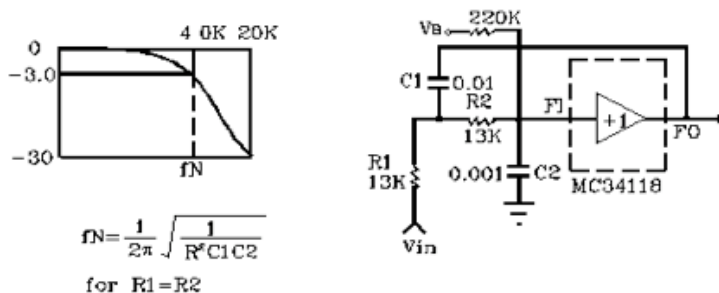 0
4 0K 20K
-3.0
-30
fN
fN= 1/2π √ 1/R²C1C2
for R1=R2
VB
220K
C1
0.01
R2
13K
FI
+1
FO
R1
13K
0.001
C2
MC34118
Vin